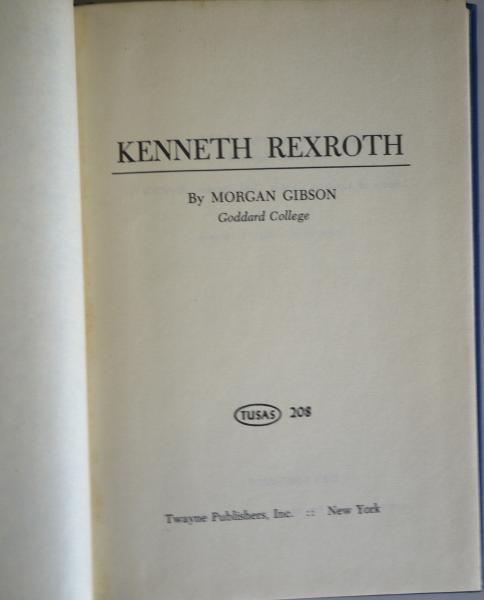 KENNETH REXROTH
By MORGAN GIBSON
Goddard College
TUSAS 208
Twayne Publishers, Inc. :: New York